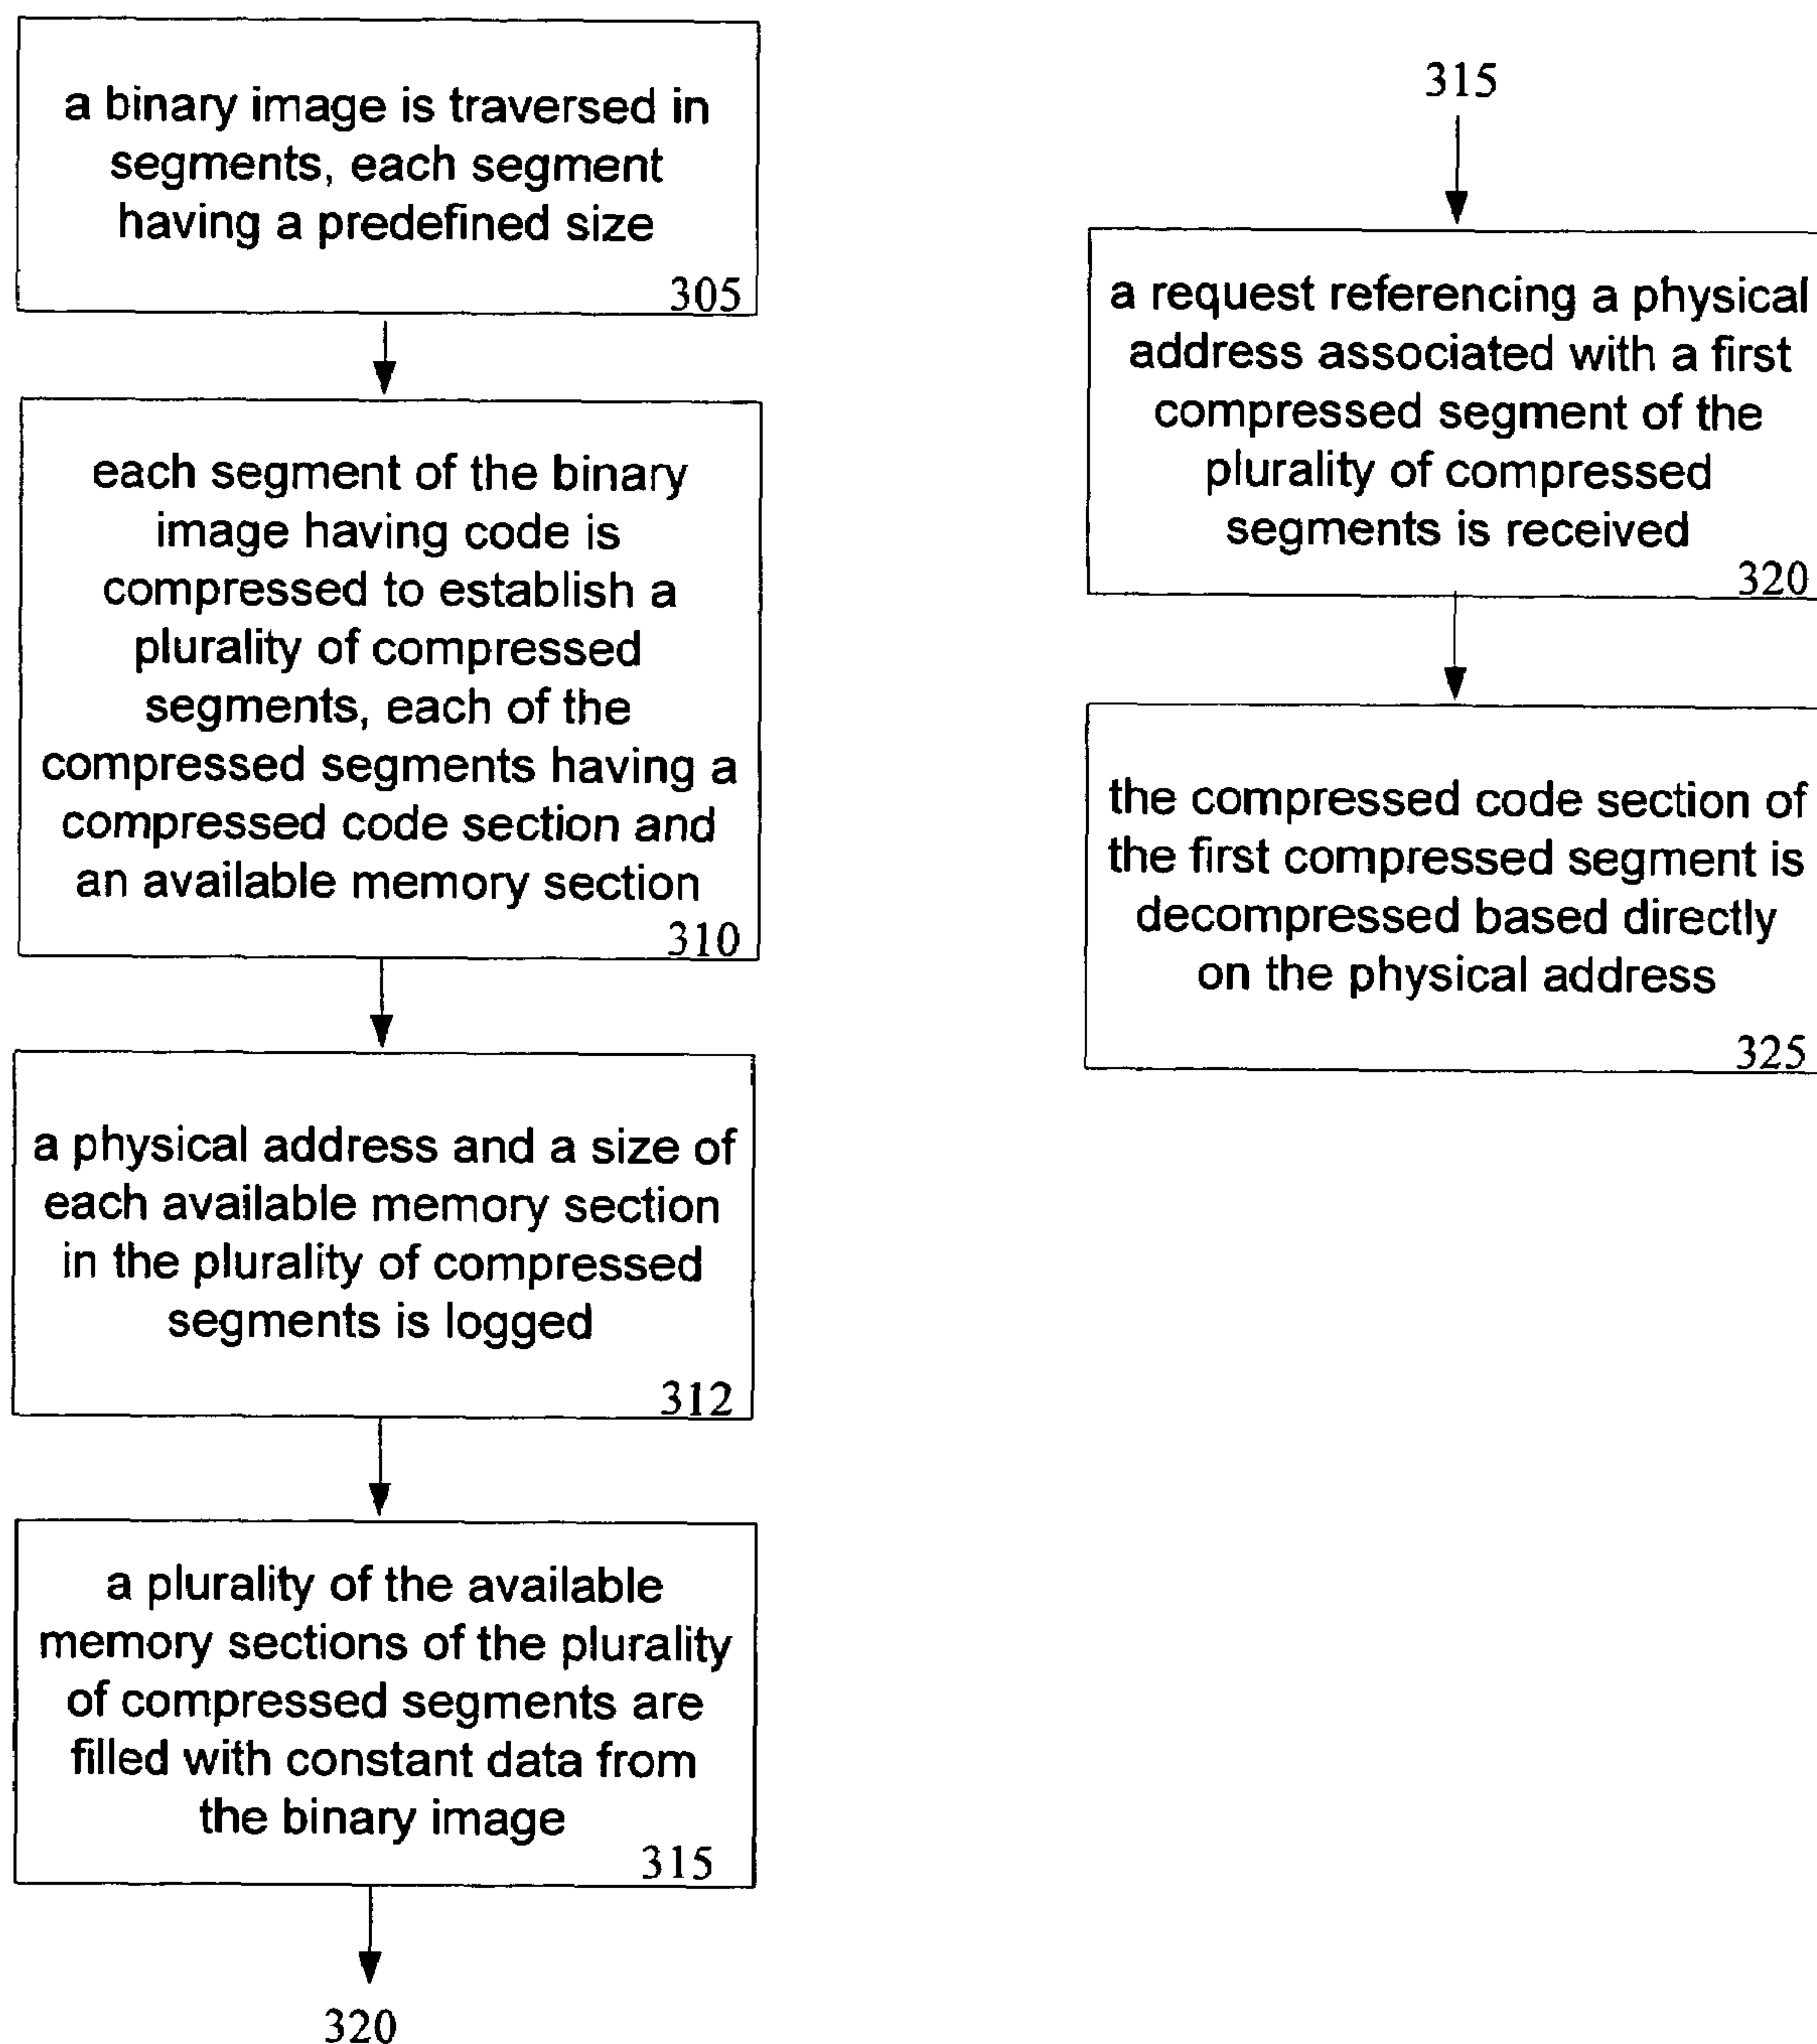 a binary image is traversed in
segments, each segment
having a predefined size
305
each segment of the binary
image having code is
compressed to establish a
plurality of compressed
segments, each of the
compressed segments having a
compressed code section and
an available memory section
310
a physical address and a size of
each available memory section
in the plurality of compressed
segments is logged
312
a plurality of the available
memory sections of the plurality
of compressed segments are
filled with constant data from
the binary image
315
320
315
a request referencing a physical
address associated with a first
compressed segment of the
plurality of compressed
segments is received
320
the compressed code section of
the first compressed segment is
decompressed based directly
on the physical address
325